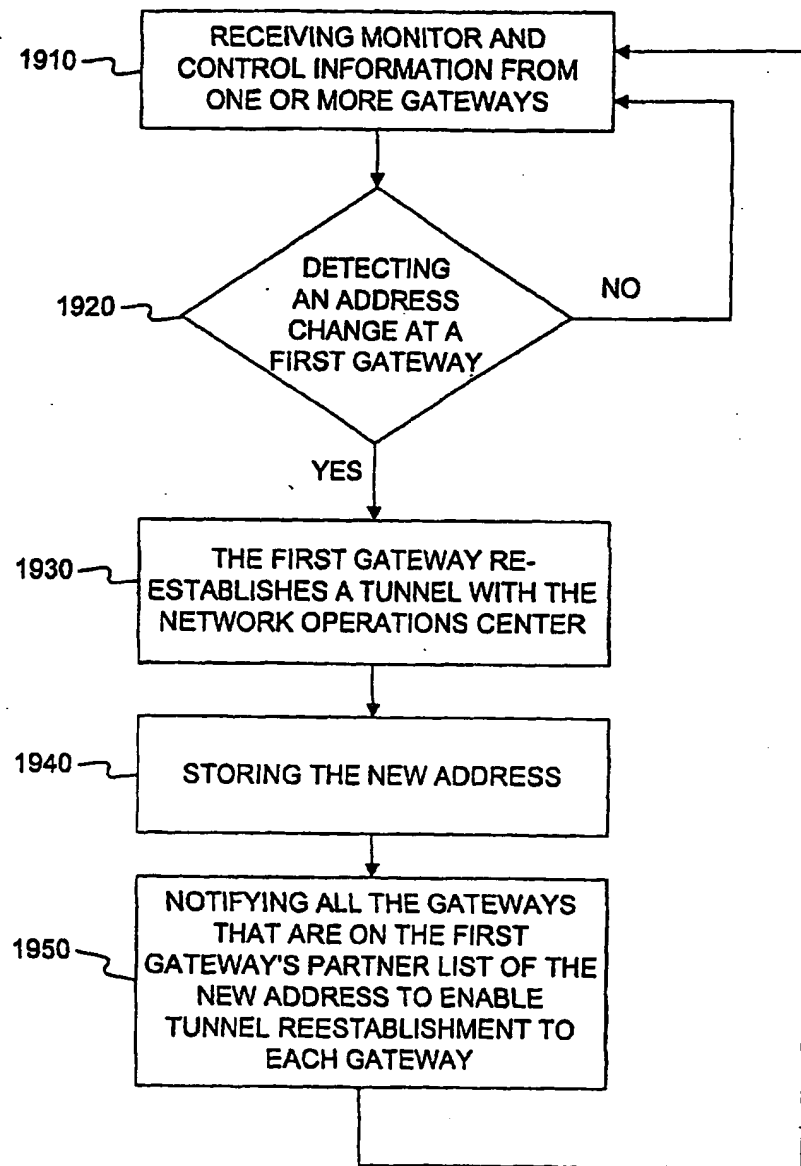 1910
RECEIVING MONITOR AND
CONTROL INFORMATION FROM
ONE OR MORE GATEWAYS
1920
DETECTING
AN ADDRESS
CHANGE AT A
FIRST GATEWAY
NO
YES
1930
THE FIRST GATEWAY RE-
ESTABLISHES A TUNNEL WITH THE
NETWORK OPERATIONS CENTER
1940
STORING THE NEW ADDRESS
1950
NOTIFYING ALL THE GATEWAYS
THAT ARE ON THE FIRST
GATEWAY'S PARTNER LIST OF THE
NEW ADDRESS TO ENABLE
TUNNEL REESTABLISHMENT TO
EACH GATEWAY